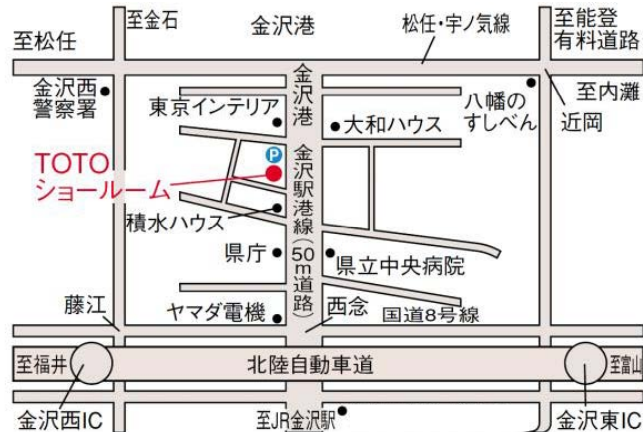 至金石
金沢港
松任・宇ノ気線
至能登
有料道路
至松任
金沢西
警察署
金沢港
東京インテリア
大和ハウス
八幡の
すしべん
至内灘
近岡
P
TOTO
ショールーム
金沢駅港線(50m道路)
積水ハウス
県庁
県立中央病院
藤江
ヤマダ電機
西念
国道8号線
至福井
北陸自動車道
至富山
金沢西IC
至JR金沢駅
金沢東IC